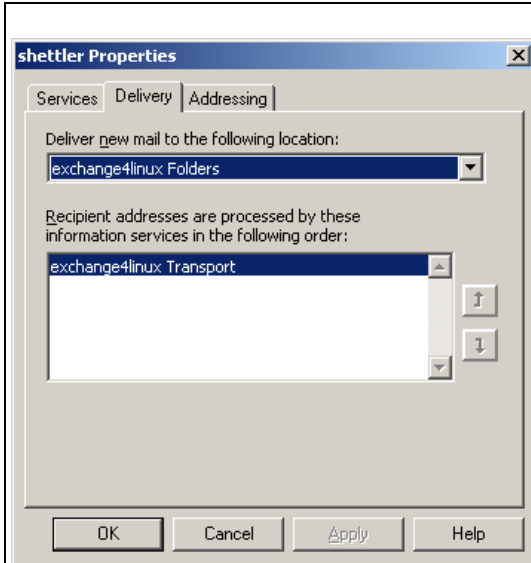 shettler Properties
Services Delivery Addressing
Deliver new mail to the following location:
exchange4linux Folders
Recipient addresses are processed by these
information services in the following order:
exchange4linux Transport
OK Cancel Apply Help